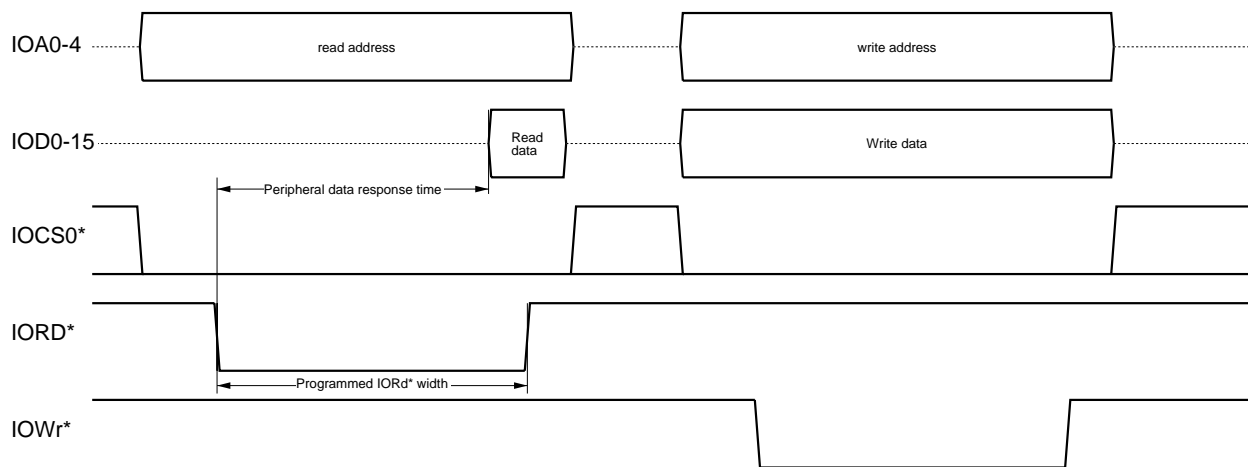 IOA0-4
read address
write address
IOD0-15
Read
data
Write data
Peripheral data response time
IOCS0*
IORD*
Programmed IORd* width
IOWr*